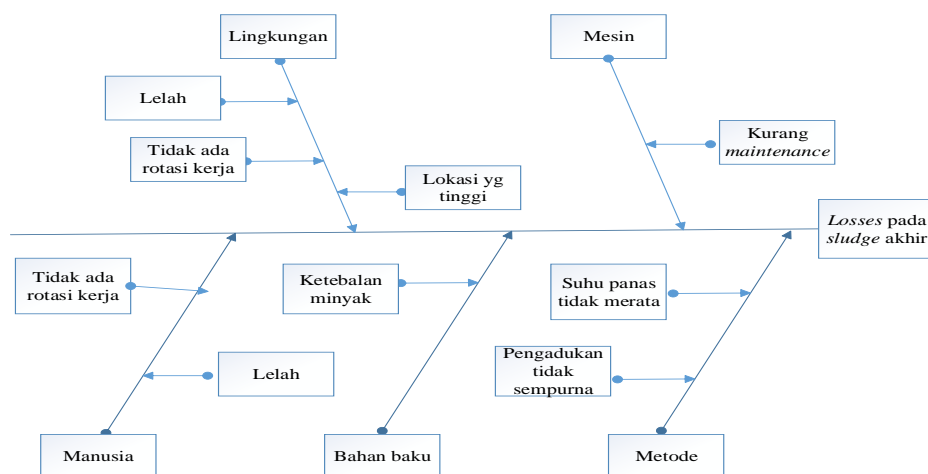 Lingkungan
Mesin
Lelah
Kurang
maintenance
Tidak ada
rotasi kerja
Lokasi yg
tinggi
Losses pada
sludge akhir
Tidak ada
rotasi kerja
Ketebalan
minyak
Suhu panas
tidak merata
Lelah
Pengadukan
tidak
sempurna
Manusia
Bahan baku
Metode